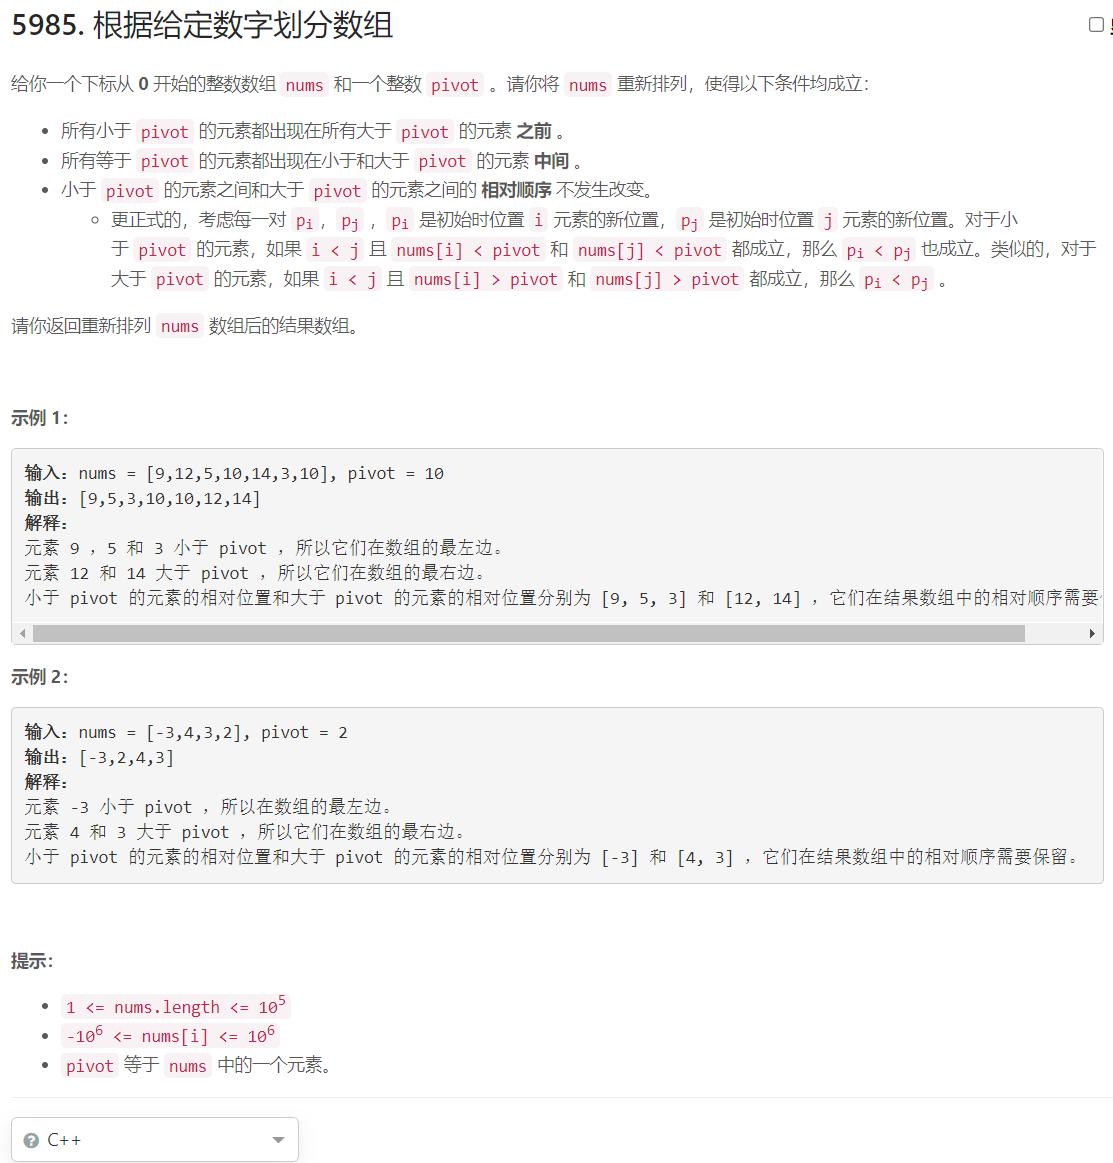 5985. 根据给定数字划分数组
给你一个下标从 0 开始的整数数组 nums 和一个整数 pivot 。请你将 nums 重新排列，使得以下条件均成立：
所有小于 pivot 的元素都出现在所有大于 pivot 的元素 之前 。
所有等于 pivot 的元素都出现在小于和大于 pivot 的元素 中间 。
小于 pivot 的元素之间和大于 pivot 的元素之间的 相对顺序 不发生改变。
更正式的，考虑每一对 pi，pj ，pi 是初始时位置 i 元素的新位置，pj 是初始时位置 j 元素的新位置。对于小
于 pivot 的元素，如果 i < j 且 nums[i] < pivot 和 nums[j] < pivot 都成立，那么 pi < pj 也成立。类似的，对于
大于 pivot 的元素，如果 i < j 且 nums[i] > pivot 和 nums[j] > pivot 都成立，那么 pi < pj 。
请你返回重新排列 nums 数组后的结果数组。
示例 1：
输入：nums = [9,12,5,10,14,3,10], pivot = 10
输出：[9,5,3,10,10,12,14]
解释：
元素 9 ，5 和 3 小于 pivot ，所以它们在数组的最左边。
元素 12 和 14 大于 pivot ，所以它们在数组的最右边。
小于 pivot 的元素的相对位置和大于 pivot 的元素的相对位置分别为 [9, 5, 3] 和 [12, 14] ，它们在结果数组中的相对顺序需要
示例 2：
输入：nums = [-3,4,3,2], pivot = 2
输出：[-3,2,4,3]
解释：
元素 -3 小于 pivot ，所以在数组的最左边。
元素 4 和 3 大于 pivot ，所以它们在数组的最右边。
小于 pivot 的元素的相对位置和大于 pivot 的元素的相对位置分别为 [-3] 和 [4, 3] ，它们在结果数组中的相对顺序需要保留。
提示：
1 <= nums.length <= 10^5
-10^6 <= nums[i] <= 10^6
pivot 等于 nums 中的一个元素。
C++